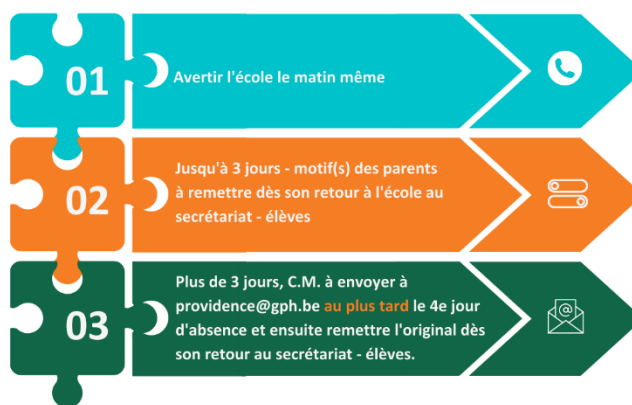 01
Avertir l'école le matin même
02
Jusqu'à 3 jours - motif(s) des parents
à remettre dès son retour à l'école au
secrétariat - élèves
03
Plus de 3 jours, C.M. à envoyer à
providence@gph.be au plus tard le 4e jour
d'absence et ensuite remettre l'original dès
son retour au secrétariat - élèves.